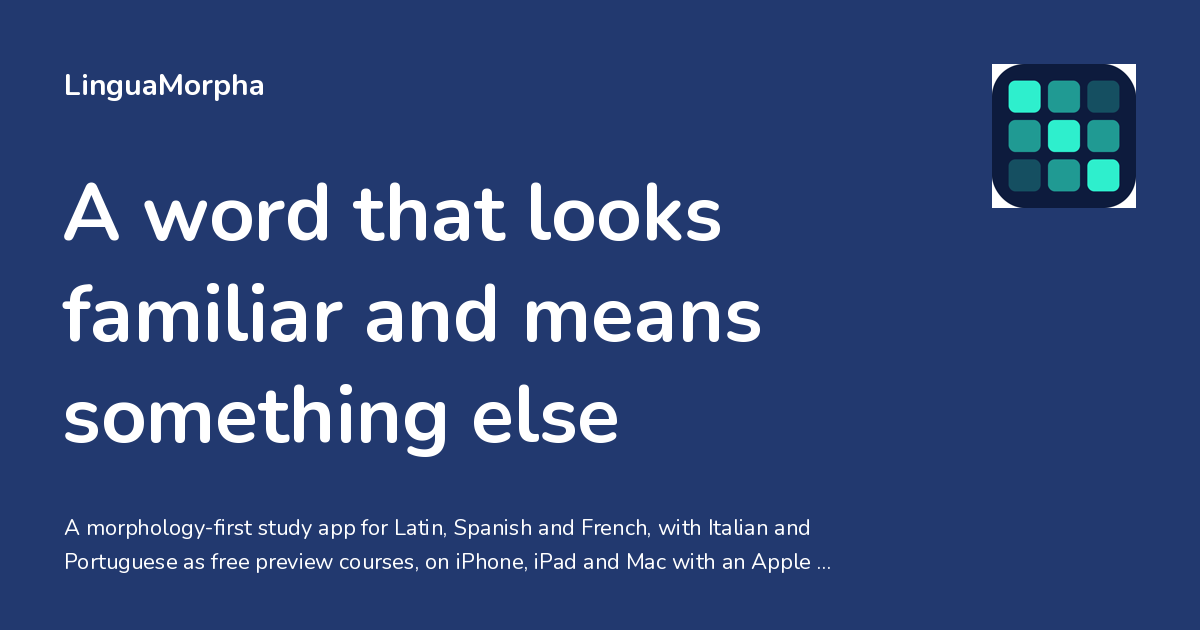 LinguaMorpha
A word that looks
familiar and means
something else
A morphology-first study app for Latin, Spanish and French, with Italian and
Portuguese as free preview courses, on iPhone, iPad and Mac with an Apple ...